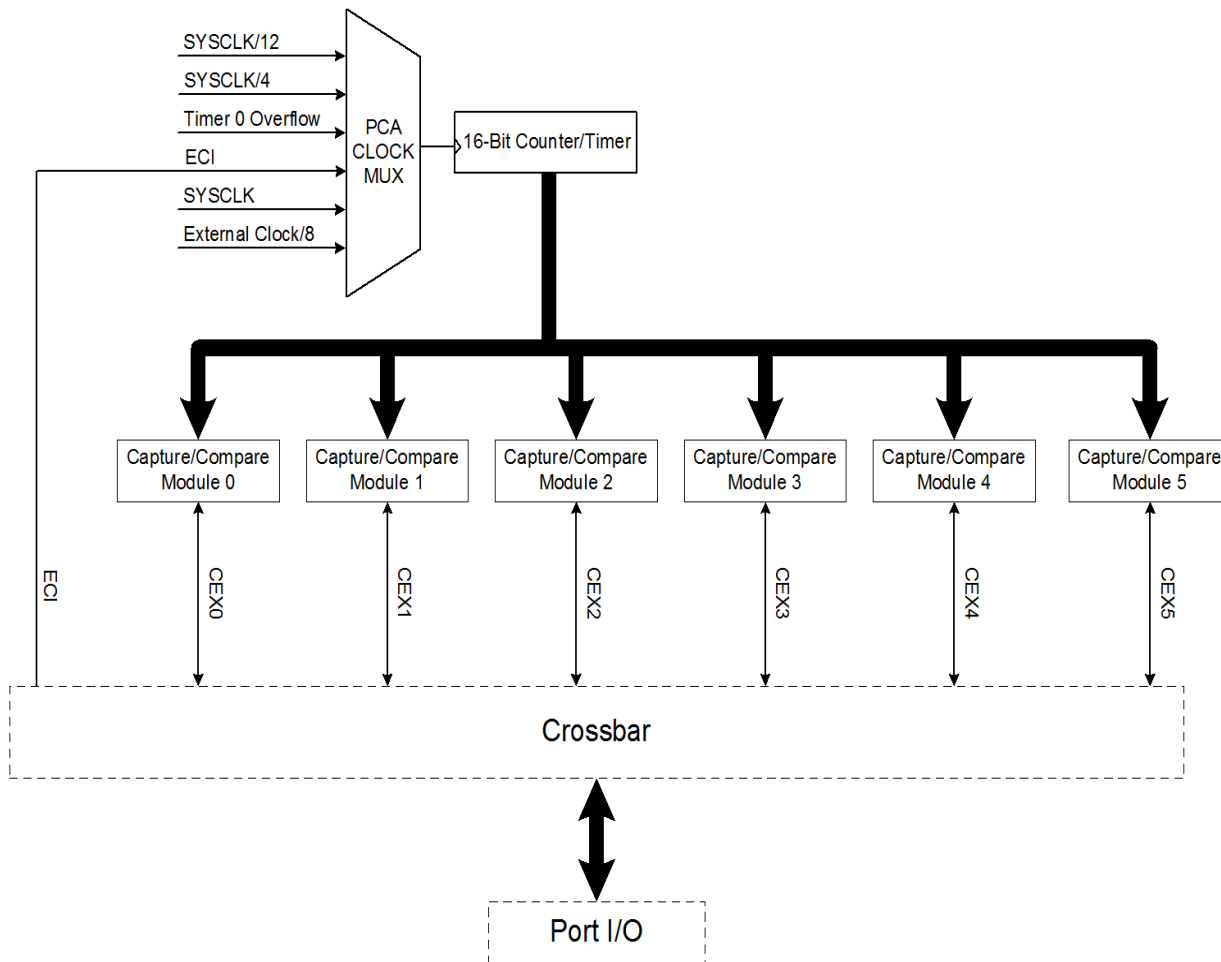 SYSCLK/12
SYSCLK/4
Timer 0 Overflow
ECI
SYSCLK
External Clock/8
PCA
CLOCK
MUX
16-Bit Counter/Timer
Capture/Compare
Module 0
Capture/Compare
Module 1
Capture/Compare
Module 2
Capture/Compare
Module 3
Capture/Compare
Module 4
Capture/Compare
Module 5
ECI
CEX0
CEX1
CEX2
CEX3
CEX4
CEX5
Crossbar
Port I/O